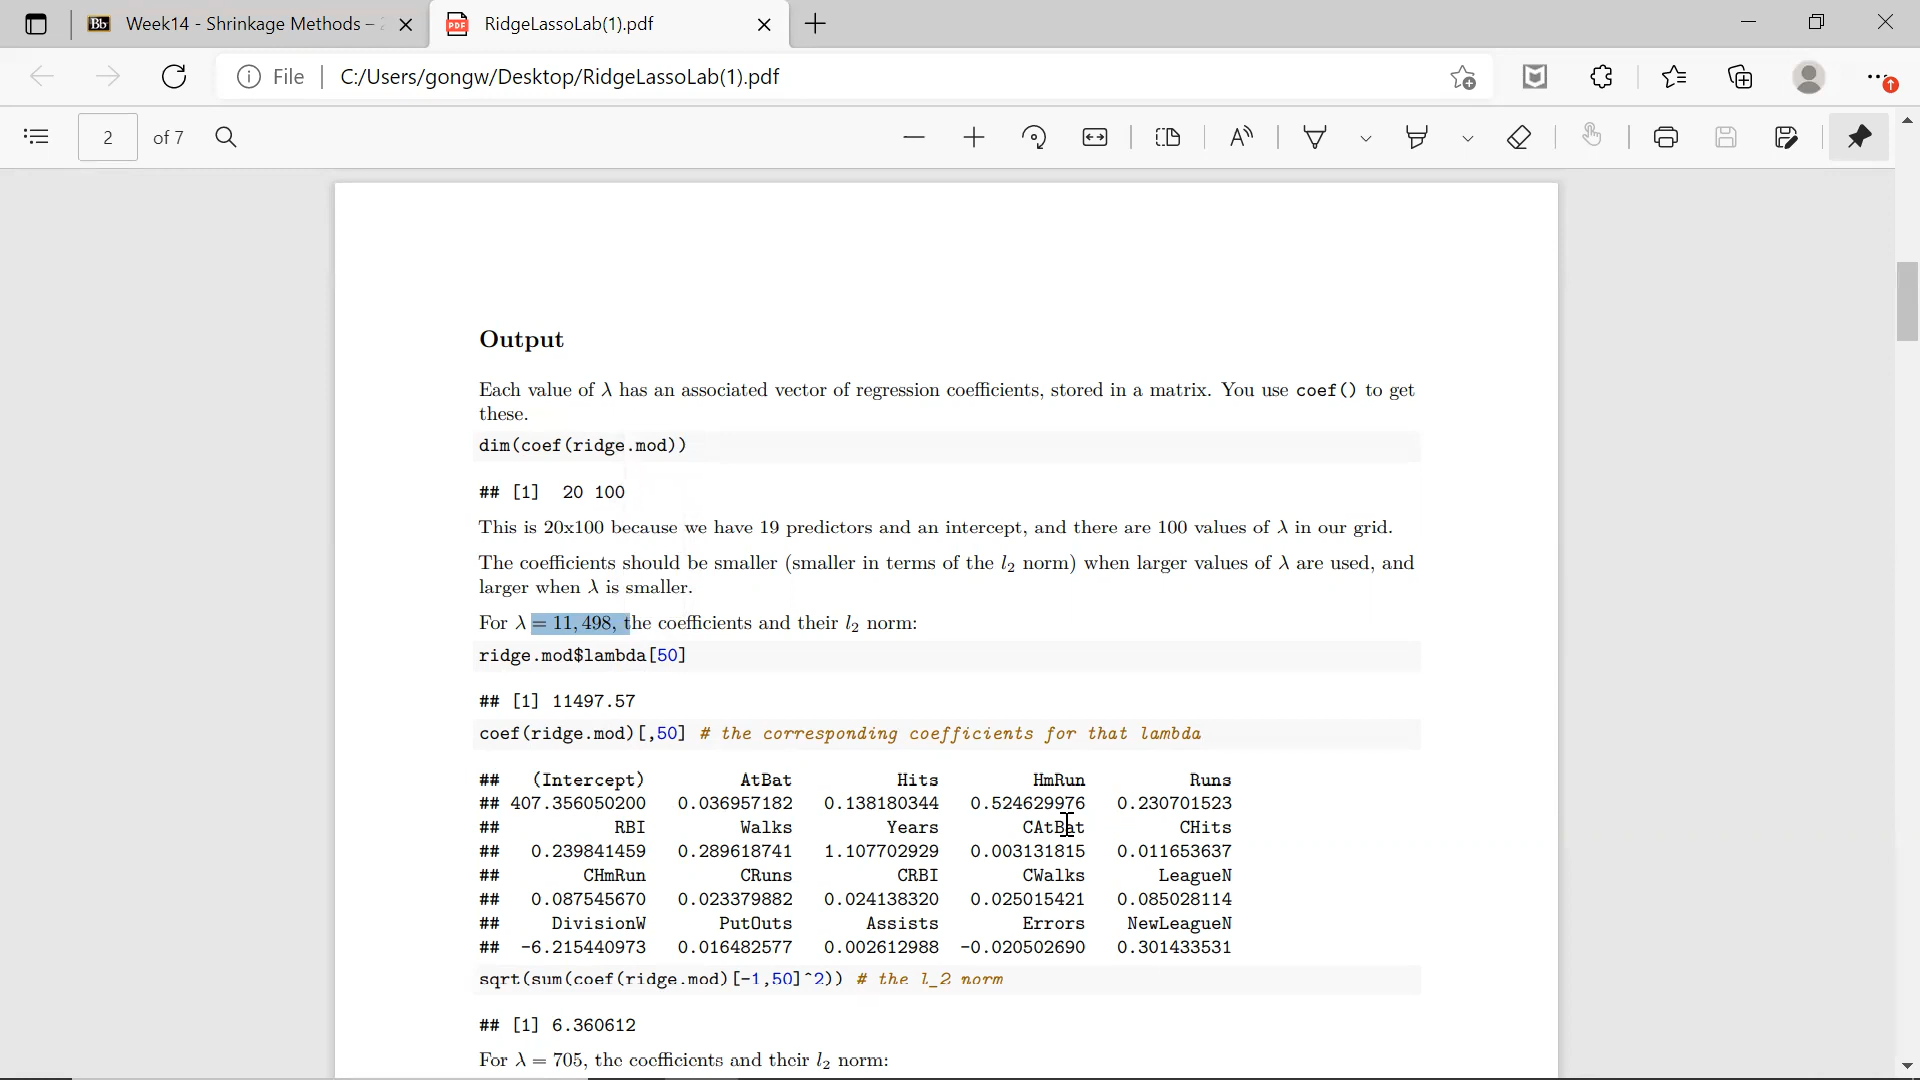 Bb Week14 - Shrinkage Methods –
PDF RidgeLassoLab(1).pdf
File | C:/Users/gongw/Desktop/RidgeLassoLab(1).pdf
2 of 7
Output
Each value of λ has an associated vector of regression coefficients, stored in a matrix. You use coef() to get
these.
dim(coef(ridge.mod))
## [1]  20 100
This is 20x100 because we have 19 predictors and an intercept, and there are 100 values of λ in our grid.
The coefficients should be smaller (smaller in terms of the l₂ norm) when larger values of λ are used, and
larger when λ is smaller.
For λ = 11, 498, the coefficients and their l₂ norm:
ridge.mod$lambda[50]
## [1] 11497.57
coef(ridge.mod)[,50] # the corresponding coefficients for that lambda
##   (Intercept)         AtBat          Hits         HmRun          Runs
## 407.356050200   0.036957182   0.138180344   0.524629976   0.230701523
##           RBI         Walks         Years        CAtBat         CHits
##   0.239841459   0.289618741   1.107702929   0.003131815   0.011653637
##        CHmRun         CRuns          CRBI        CWalks       LeagueN
##   0.087545670   0.023379882   0.024138320   0.025015421   0.085028114
##     DivisionW       PutOuts       Assists        Errors    NewLeagueN
##  -6.215440973   0.016482577   0.002612988  -0.020502690   0.301433531
sqrt(sum(coef(ridge.mod)[-1,50]^2)) # the l_2 norm
## [1] 6.360612
For λ = 705, the coefficients and their l₂ norm: